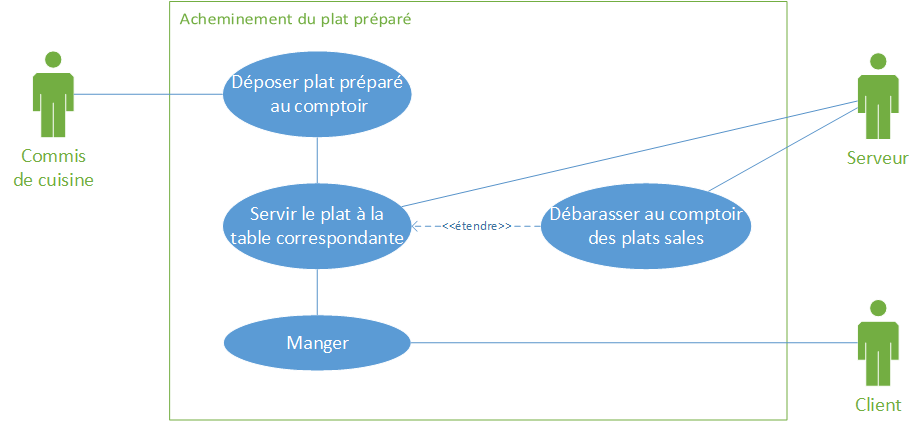 Acheminement du plat préparé
Déposer plat préparé
au comptoir
Commis
de cuisine
Serveur
Servir le plat à la
table correspondante
<<étendre>>
Débarasser au comptoir
des plats sales
Manger
Client